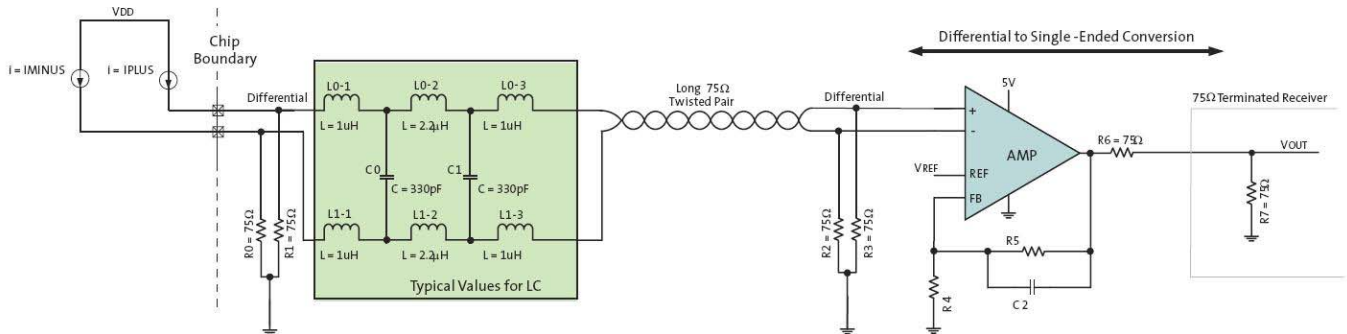 VDD
Chip
Boundary
i = IMINUS
i = IPLUS
Differential
L0-1
L0-2
L0-3
L = 1uH
L = 2.2µH
L = 1uH
C0
C1
C = 330pF
C = 330pF
L1-1
L1-2
L1-3
L = 1uH
L = 2.2µH
L = 1uH
Typical Values for LC
R0 = 75Ω
R1 = 75Ω
Long 75Ω
Twisted Pair
Differential
R2 = 75Ω
R3 = 75Ω
Differential to Single -Ended Conversion
5V
+
-
AMP
VREF
REF
FB
R4
R5
C2
R6 = 75Ω
75Ω Terminated Receiver
VOUT
R7 = 75Ω